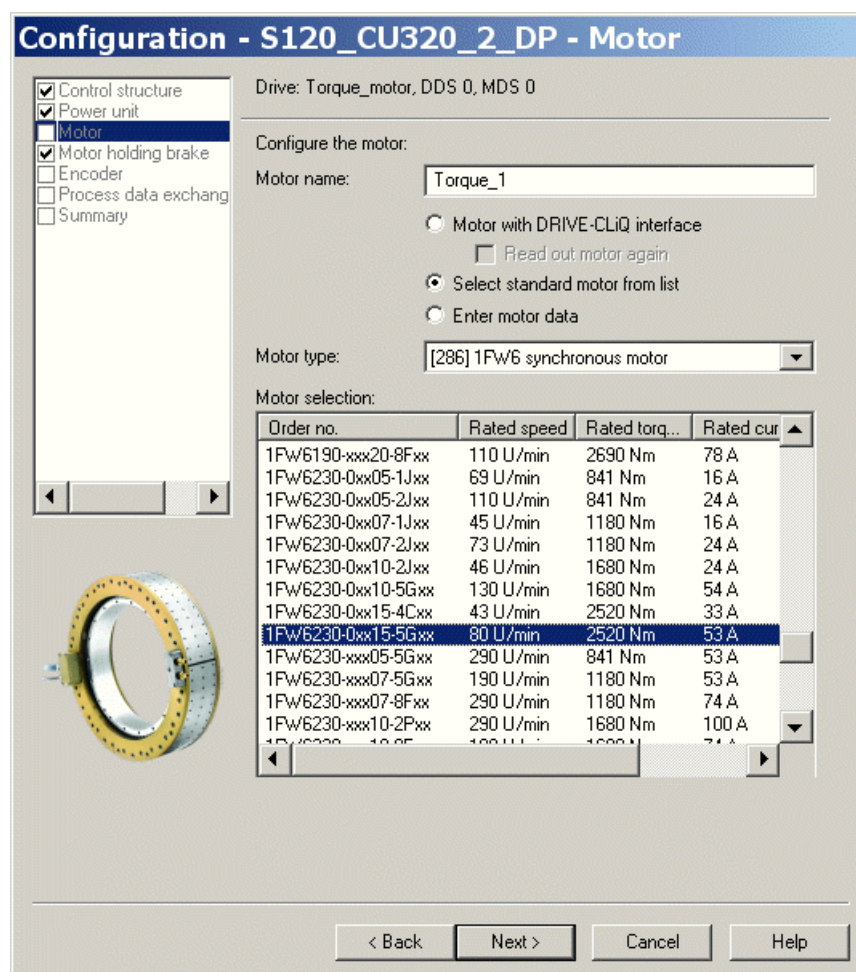 Configuration - S120_CU320_2_DP - Motor
Control structure
Power unit
Motor
Motor holding brake
Encoder
Process data exchang
Summary
Drive: Torque_motor, DDS 0, MDS 0
Configure the motor:
Motor name: Torque_1
Motor with DRIVE-CLiQ interface
Read out motor again
Select standard motor from list
Enter motor data
Motor type: [286] 1FW6 synchronous motor
Motor selection:
Order no. Rated speed Rated torq... Rated cur
1FW6190-xxx20-8Fxx 110 U/min 2690 Nm 78 A
1FW6230-0xx05-1Jxx 69 U/min 841 Nm 16 A
1FW6230-0xx05-2Jxx 110 U/min 841 Nm 24 A
1FW6230-0xx07-1Jxx 45 U/min 1180 Nm 16 A
1FW6230-0xx07-2Jxx 73 U/min 1180 Nm 24 A
1FW6230-0xx10-2Jxx 46 U/min 1680 Nm 24 A
1FW6230-0xx10-5Gxx 130 U/min 1680 Nm 54 A
1FW6230-0xx15-4Cxx 43 U/min 2520 Nm 33 A
1FW6230-0xx15-5Gxx 80 U/min 2520 Nm 53 A
1FW6230-xxx05-5Gxx 290 U/min 841 Nm 53 A
1FW6230-xxx07-5Gxx 190 U/min 1180 Nm 53 A
1FW6230-xxx07-8Fxx 290 U/min 1180 Nm 74 A
1FW6230-xxx10-2Pxx 290 U/min 1680 Nm 100 A
< Back Next > Cancel Help